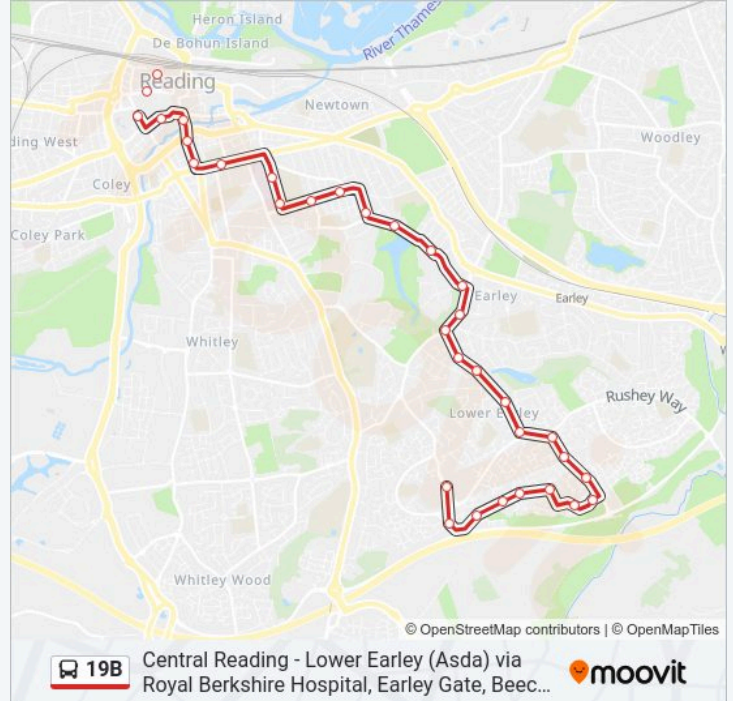 Heron Island
De Bohun Island
River Thames
Reading
Newtown
ding West
Woodley
Coley
Coley Park
Earley
Earley
Whitley
Rushey Way
Lower Earley
Whitley Wood
© OpenStreetMap contributors | © OpenMapTiles
19B
Central Reading - Lower Earley (Asda) via
Royal Berkshire Hospital, Earley Gate, Beec...
moovit